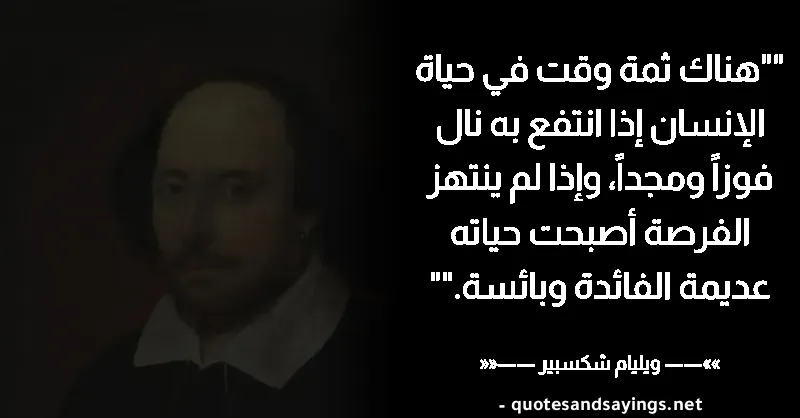 ""هناك ثمة وقت في حياة
الإنسان إذا انتفع به نال
فوزاً ومجداً، وإذا لم ينتهز
الفرصة أصبحت حياته
عديمة الفائدة وبائسة.""
»»—— ويليام شكسبير ——««
- quotesandsayings.net